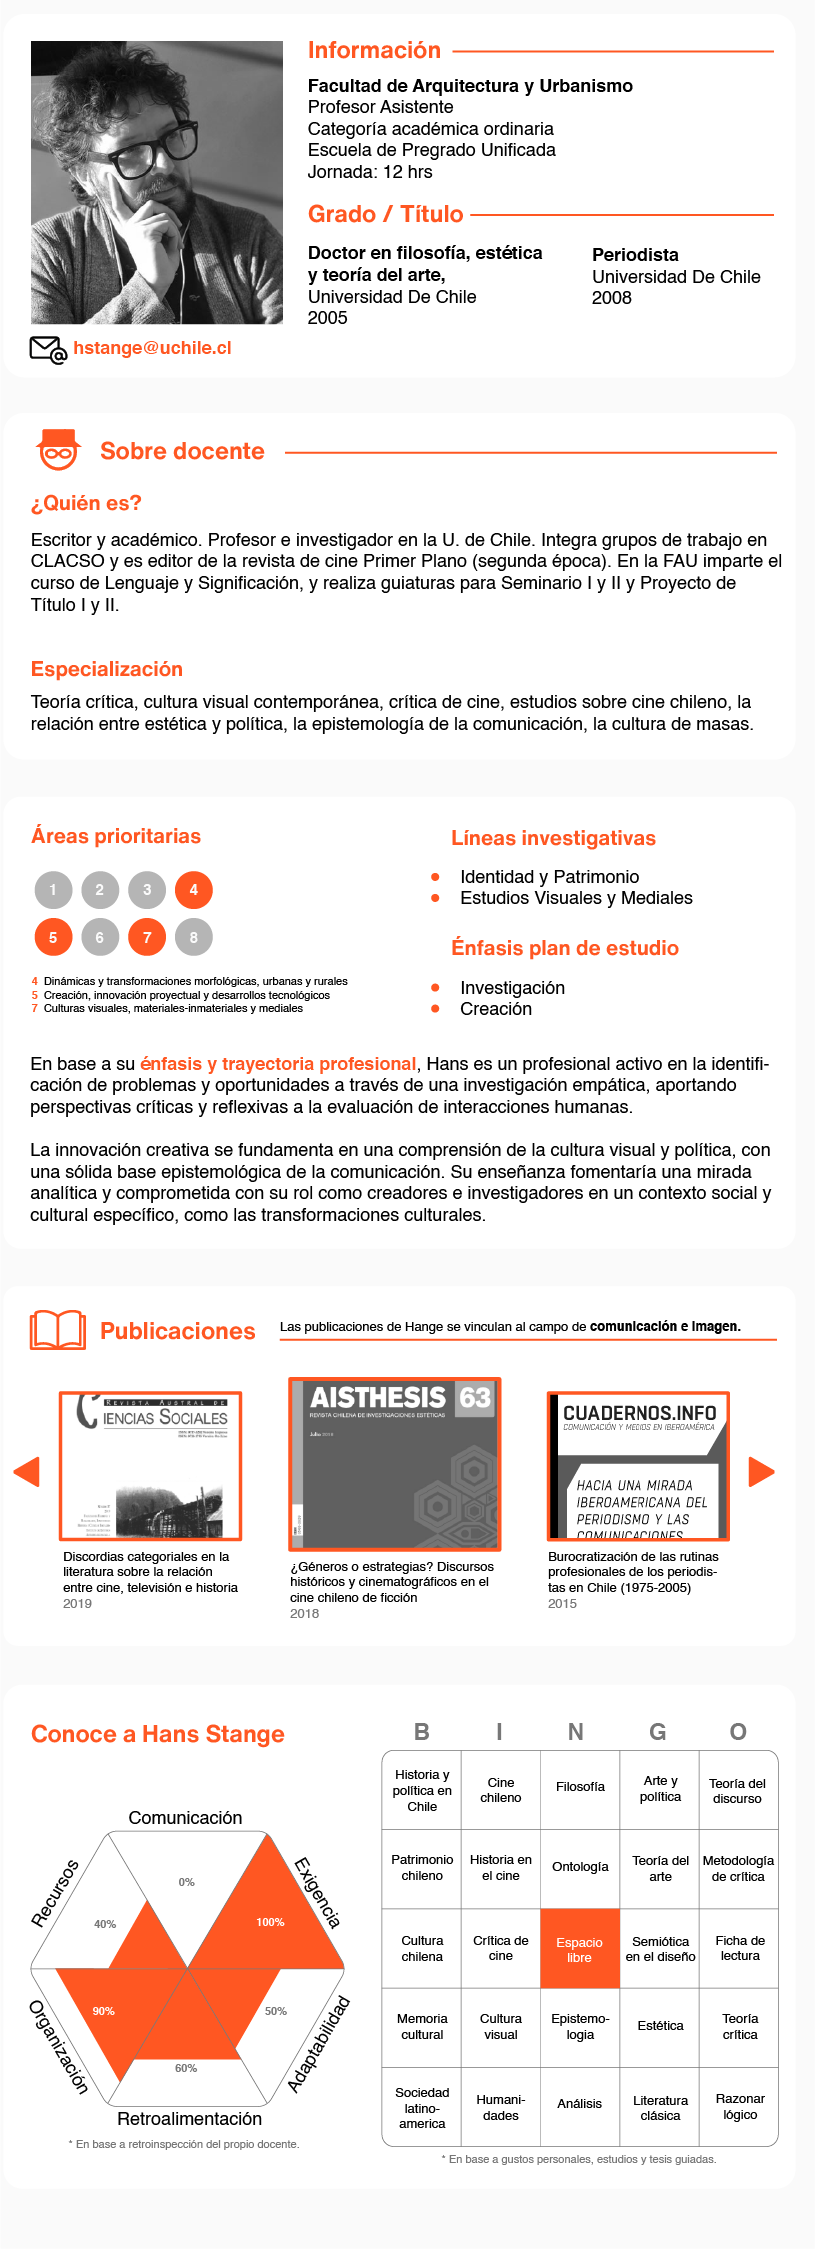 Información
Facultad de Arquitectura y Urbanismo
Profesor Asistente
Categoría académica ordinaria
Escuela de Pregrado Unificada
Jornada: 12 hrs
Grado / Título
Doctor en filosofía, estética
y teoría del arte,
Universidad De Chile
2005
Periodista
Universidad De Chile
2008
hstange@uchile.cl
Sobre docente
¿Quién es?
Escritor y académico. Profesor e investigador en la U. de Chile. Integra grupos de trabajo en
CLACSO y es editor de la revista de cine Primer Plano (segunda época). En la FAU imparte el
curso de Lenguaje y Significación, y realiza guiaturas para Seminario I y II y Proyecto de
Título I y II.
Especialización
Teoría crítica, cultura visual contemporánea, crítica de cine, estudios sobre cine chileno, la
relación entre estética y política, la epistemología de la comunicación, la cultura de masas.
Áreas prioritarias
1 2 3 4
5 6 7 8
4 Dinámicas y transformaciones morfológicas, urbanas y rurales
5 Creación, innovación proyectual y desarrollos tecnológicos
7 Culturas visuales, materiales-inmateriales y mediales
Líneas investigativas
Identidad y Patrimonio
Estudios Visuales y Mediales
Énfasis plan de estudio
Investigación
Creación
En base a su énfasis y trayectoria profesional, Hans es un profesional activo en la identifi-
cación de problemas y oportunidades a través de una investigación empática, aportando
perspectivas críticas y reflexivas a la evaluación de interacciones humanas.
La innovación creativa se fundamenta en una comprensión de la cultura visual y política, con
una sólida base epistemológica de la comunicación. Su enseñanza fomentaría una mirada
analítica y comprometida con su rol como creadores e investigadores en un contexto social y
cultural específico, como las transformaciones culturales.
Publicaciones
Las publicaciones de Hange se vinculan al campo de comunicación e imagen.
REVISTA AUSTRAL DE
CIENCIAS SOCIALES
Discordias categoriales en la
literatura sobre la relación
entre cine, televisión e historia
2019
AISTHESIS 63
REVISTA CHILENA DE INVESTIGACIONES ESTÉTICAS
Julio 2018
¿Géneros o estrategias? Discursos
históricos y cinematográficos en el
cine chileno de ficción
2018
CUADERNOS.INFO
COMUNICACIÓN Y MEDIOS EN IBEROAMÉRICA
HACIA UNA MIRADA
IBEROAMERICANA DEL
PERIODISMO Y LAS
COMUNICACIONES
Burocratización de las rutinas
profesionales de los periodis-
tas en Chile (1975-2005)
2015
Conoce a Hans Stange
Comunicación
0%
Exigencia
100%
Adaptabilidad
50%
Retroalimentación
60%
Organización
90%
Recursos
40%
* En base a retroinspección del propio docente.
B I N G O
Historia y
política en
Chile
Cine
chileno
Filosofía
Arte y
política
Teoría del
discurso
Patrimonio
chileno
Historia en
el cine
Ontología
Teoría del
arte
Metodología
de crítica
Cultura
chilena
Crítica de
cine
Espacio
libre
Semiótica
en el diseño
Ficha de
lectura
Memoria
cultural
Cultura
visual
Epistemo-
logia
Estética
Teoría
crítica
Sociedad
latino-
america
Humani-
dades
Análisis
Literatura
clásica
Razonar
lógico
* En base a gustos personales, estudios y tesis guiadas.